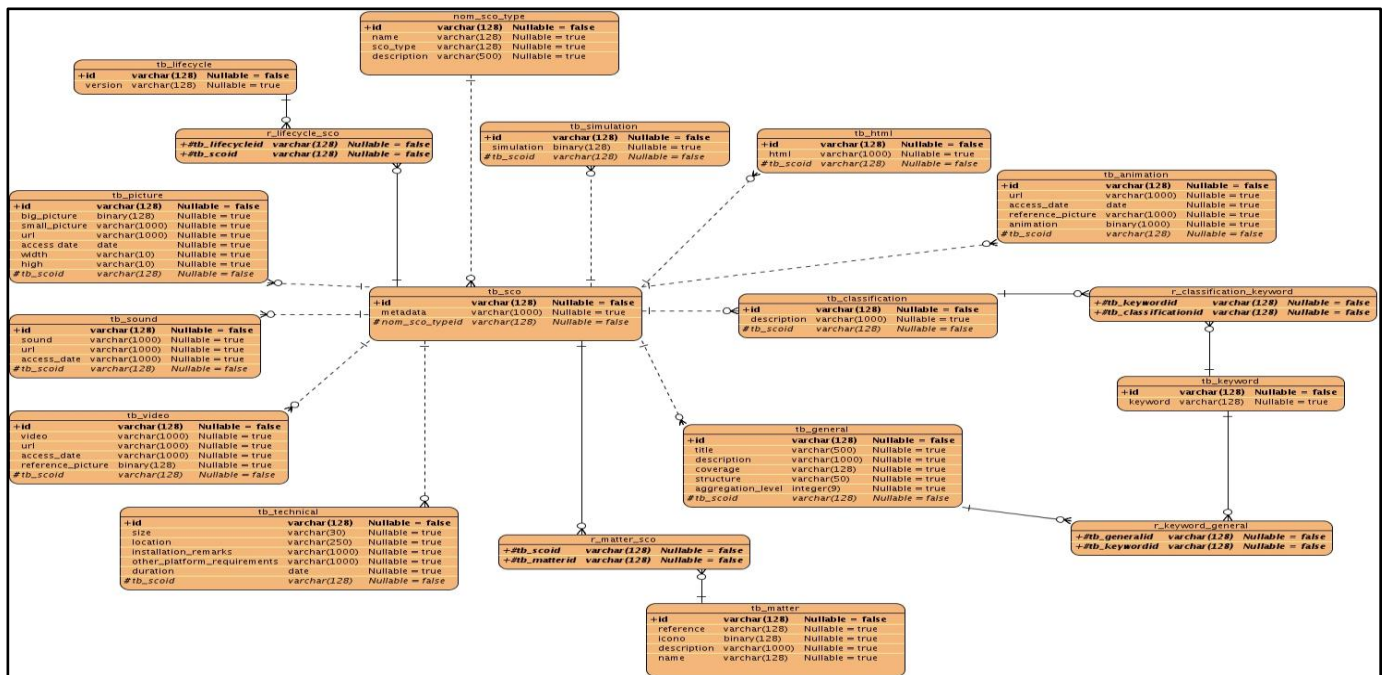 nom_sco_type
+id varchar(128) Nullable = false
name varchar(128) Nullable = true
sco_type varchar(128) Nullable = true
description varchar(500) Nullable = true
tb_lifecycle
+id varchar(128) Nullable = false
version varchar(128) Nullable = true
r_lifecycle_sco
+#tb_lifecycleid varchar(128) Nullable = false
+#tb_scoid varchar(128) Nullable = false
tb_simulation
+id varchar(128) Nullable = false
simulation binary(128) Nullable = true
#tb_scoid varchar(128) Nullable = false
tb_html
+id varchar(128) Nullable = false
html varchar(1000) Nullable = true
#tb_scoid varchar(128) Nullable = false
tb_animation
+id varchar(128) Nullable = false
url varchar(1000) Nullable = true
access_date date Nullable = true
reference_picture varchar(1000) Nullable = true
animation binary(1000) Nullable = true
#tb_scoid varchar(128) Nullable = false
tb_picture
+id varchar(128) Nullable = false
big_picture binary(128) Nullable = true
small_picture varchar(1000) Nullable = true
url varchar(1000) Nullable = true
access date date Nullable = true
width varchar(10) Nullable = true
high varchar(10) Nullable = true
#tb_scoid varchar(128) Nullable = false
tb_sco
+id varchar(128) Nullable = false
metadata varchar(1000) Nullable = true
#nom_sco_typeid varchar(128) Nullable = false
tb_classification
+id varchar(128) Nullable = false
description varchar(1000) Nullable = true
#tb_scoid varchar(128) Nullable = false
r_classification_keyword
+#tb_keywordid varchar(128) Nullable = false
+#tb_classificationid varchar(128) Nullable = false
tb_sound
+id varchar(128) Nullable = false
sound varchar(1000) Nullable = true
url varchar(1000) Nullable = true
access_date varchar(1000) Nullable = true
#tb_scoid varchar(128) Nullable = false
tb_keyword
+id varchar(128) Nullable = false
keyword varchar(128) Nullable = true
tb_video
+id varchar(128) Nullable = false
video varchar(1000) Nullable = true
url varchar(1000) Nullable = true
access_date varchar(1000) Nullable = true
reference_picture binary(128) Nullable = true
#tb_scoid varchar(128) Nullable = false
tb_general
+id varchar(128) Nullable = false
title varchar(500) Nullable = true
description varchar(1000) Nullable = true
coverage varchar(128) Nullable = true
structure varchar(50) Nullable = true
aggregation_level integer(9) Nullable = true
#tb_scoid varchar(128) Nullable = false
tb_technical
+id varchar(128) Nullable = false
size varchar(30) Nullable = true
location varchar(250) Nullable = true
installation_remarks varchar(1000) Nullable = true
other_platform_requirements varchar(1000) Nullable = true
duration date Nullable = true
#tb_scoid varchar(128) Nullable = false
r_matter_sco
+#tb_scoid varchar(128) Nullable = false
+#tb_matterid varchar(128) Nullable = false
r_keyword_general
+#tb_generalid varchar(128) Nullable = false
+#tb_keywordid varchar(128) Nullable = false
tb_matter
+id varchar(128) Nullable = false
reference varchar(128) Nullable = true
icono binary(128) Nullable = true
description varchar(1000) Nullable = true
name varchar(128) Nullable = true